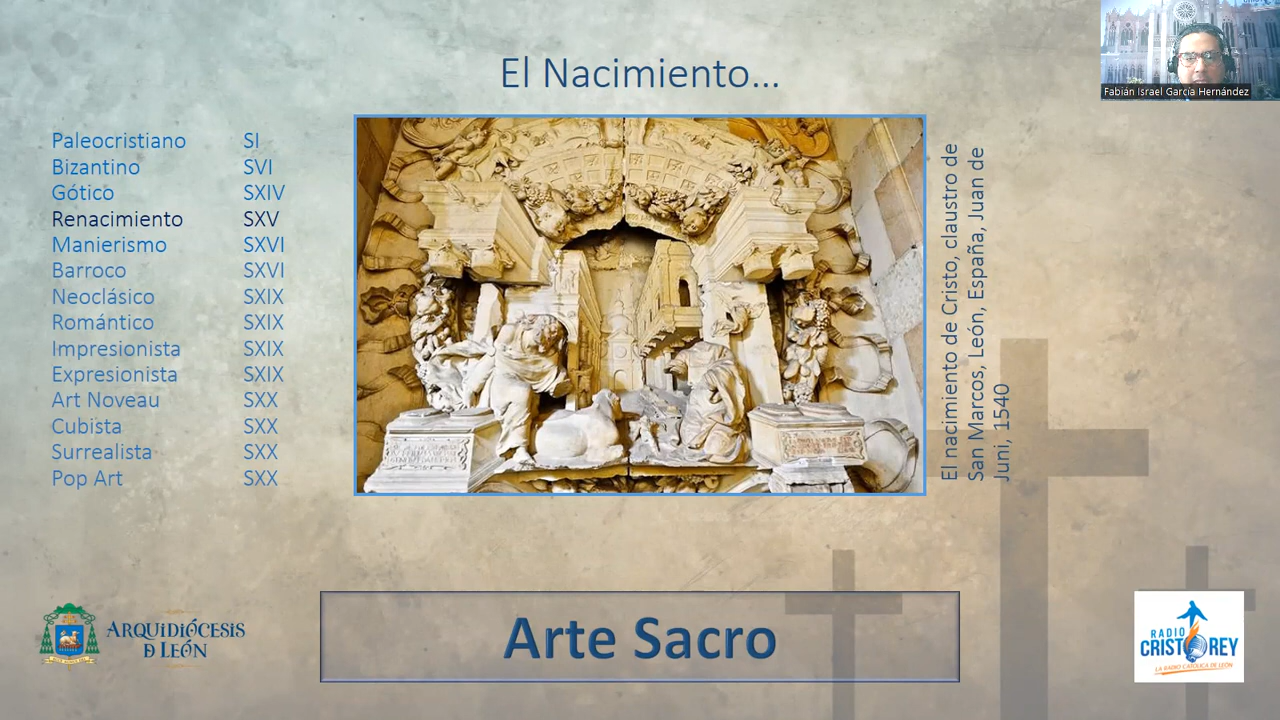 El Nacimiento...
Fabián Israel García Hernández
Paleocristiano SI
Bizantino SVI
Gótico SXIV
Renacimiento SXV
Manierismo SXVI
Barroco SXVI
Neoclásico SXIX
Romántico SXIX
Impresionista SXIX
Expresionista SXIX
Art Noveau SXX
Cubista SXX
Surrealista SXX
Pop Art SXX
El nacimiento de Cristo, claustro de
San Marcos, León, España, Juan de
Juni, 1540
ARQUIDIÓCESIS
D LEÓN
Arte Sacro
RADIO
CRISTO REY
LA RADIO CATÓLICA DE LEÓN